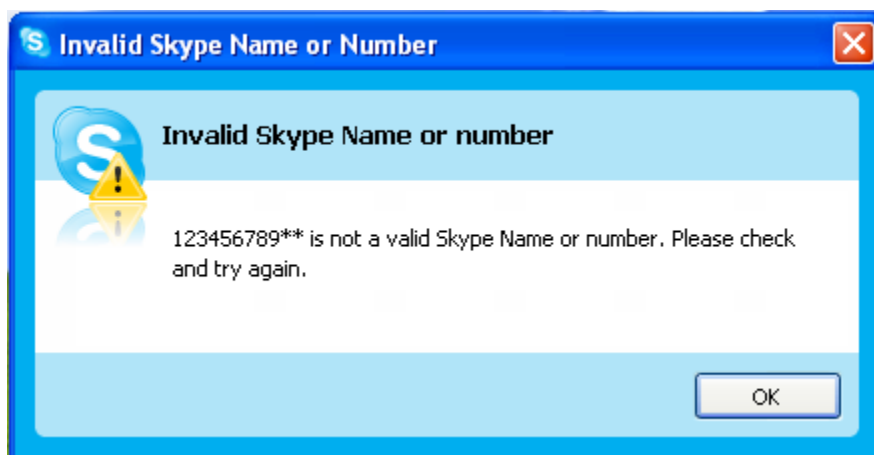 Invalid Skype Name or Number
Invalid Skype Name or number
123456789** is not a valid Skype Name or number. Please check
and try again.
OK